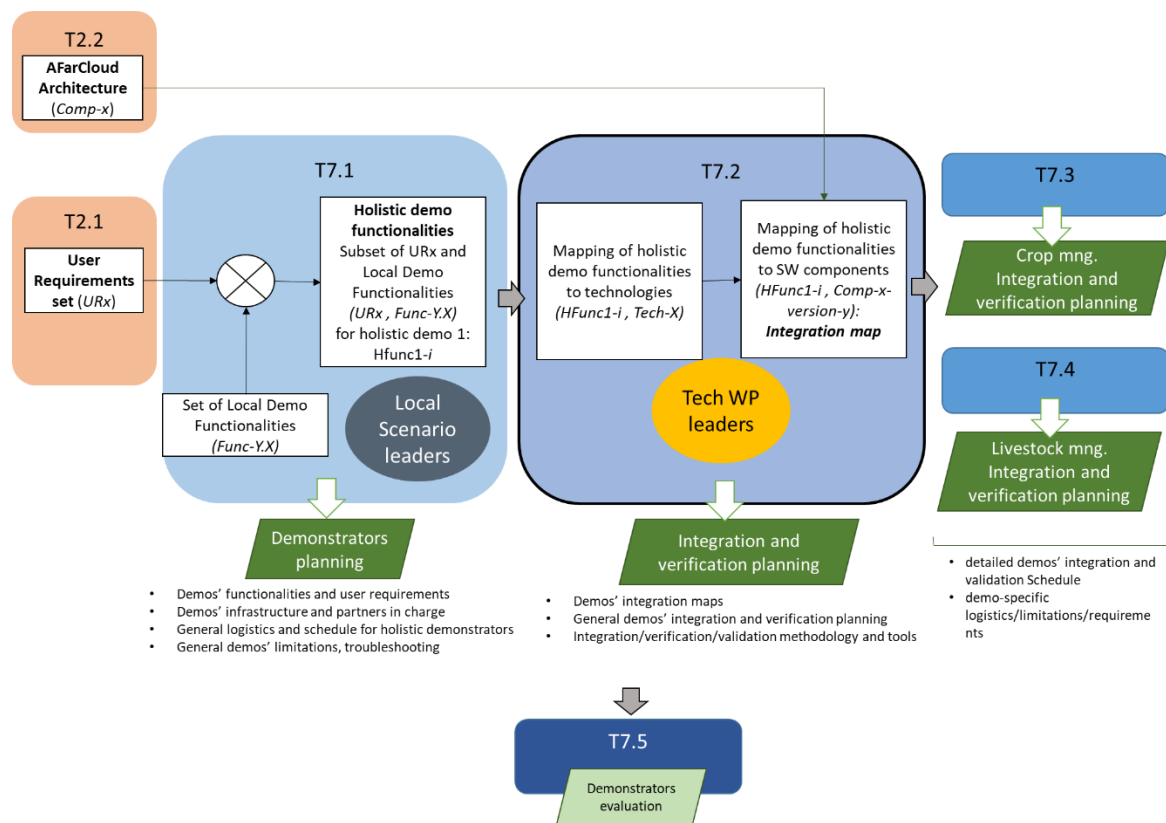 T2.2
AFarCloud
Architecture
(Comp-x)
T2.1
User
Requirements
set (URx)
T7.1
Holistic demo
functionalities
Subset of URx and
Local Demo
Functionalities
(URx , Func-Y.X)
for holistic demo 1:
Hfunc1-i
Set of Local Demo
Functionalities
(Func-Y.X)
Local
Scenario
leaders
Demonstrators
planning
• Demos' functionalities and user requirements
• Demos' infrastructure and partners in charge
• General logistics and schedule for holistic demonstrators
• General demos' limitations, troubleshooting
T7.2
Mapping of holistic
demo functionalities
to technologies
(HFunc1-i , Tech-X)
Mapping of holistic
demo functionalities
to SW components
(HFunc1-i , Comp-x-
version-y):
Integration map
Tech WP
leaders
Integration and
verification planning
• Demos' integration maps
• General demos' integration and verification planning
• Integration/verification/validation methodology and tools
T7.3
Crop mng.
Integration and
verification planning
T7.4
Livestock mng.
Integration and
verification planning
• detailed demos' integration and
validation Schedule
• demo-specific
logistics/limitations/requireme
nts
T7.5
Demonstrators
evaluation